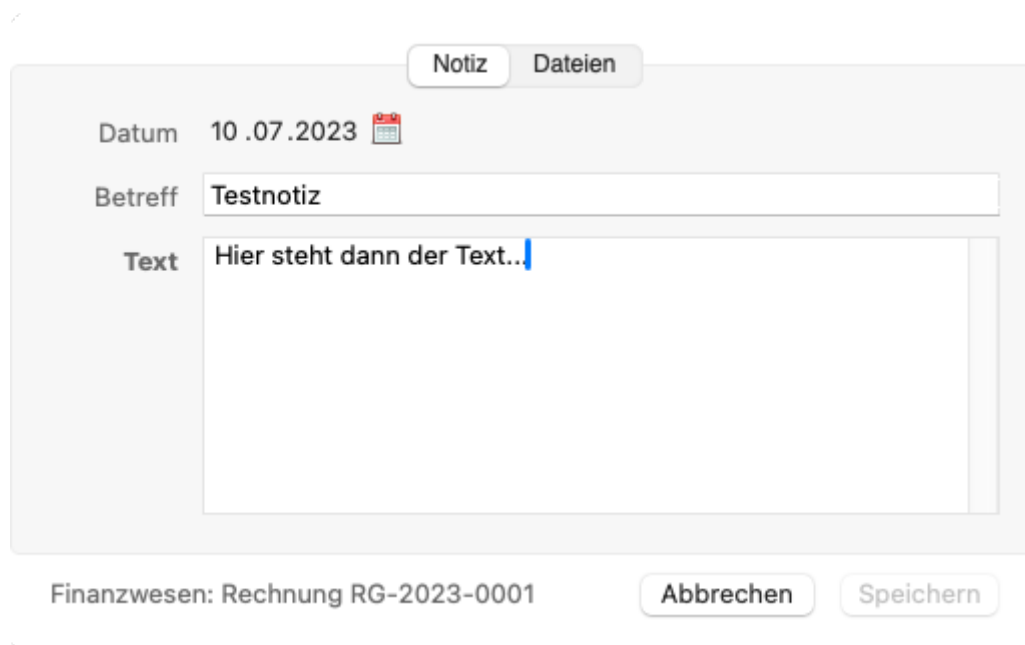 Notiz Dateien
Datum 10.07.2023
Betreff Testnotiz
Text Hier steht dann der Text...
Finanzwesen: Rechnung RG-2023-0001 Abbrechen Speichern